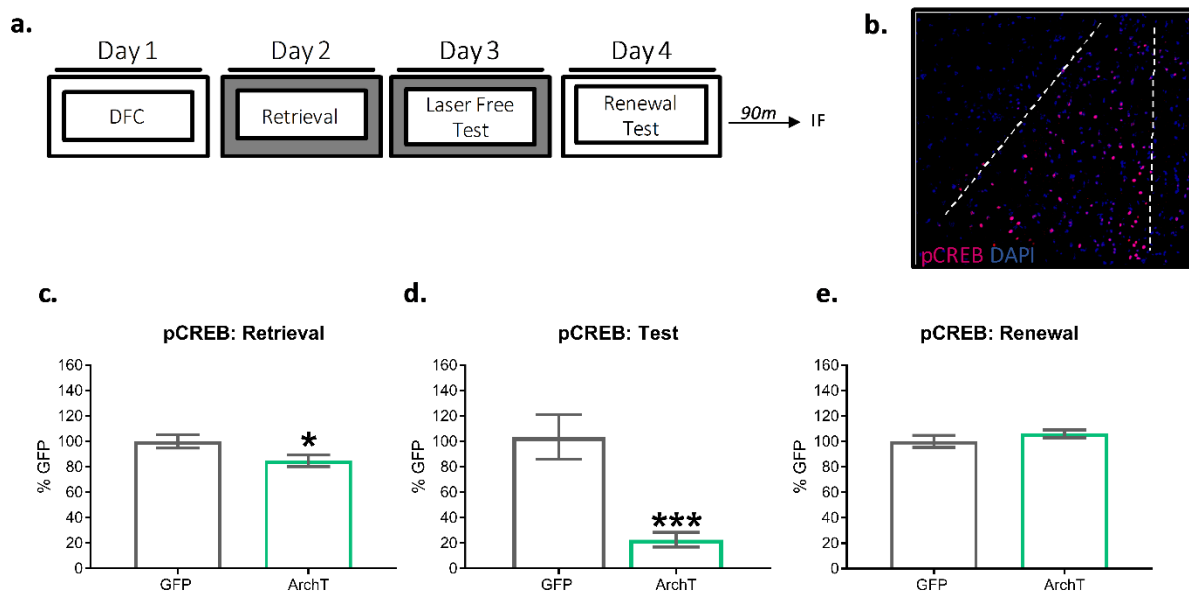 a.
Day 1
Day 2
Day 3
Day 4
DFC
Retrieval
Laser Free
Test
Renewal
Test
90m
IF
b.
pCREB DAPI
c.
pCREB: Retrieval
% GFP
160
140
120
100
80
60
40
20
0
*
GFP
ArchT
d.
pCREB: Test
% GFP
160
140
120
100
80
60
40
20
0
***
GFP
ArchT
e.
pCREB: Renewal
% GFP
160
140
120
100
80
60
40
20
0
GFP
ArchT